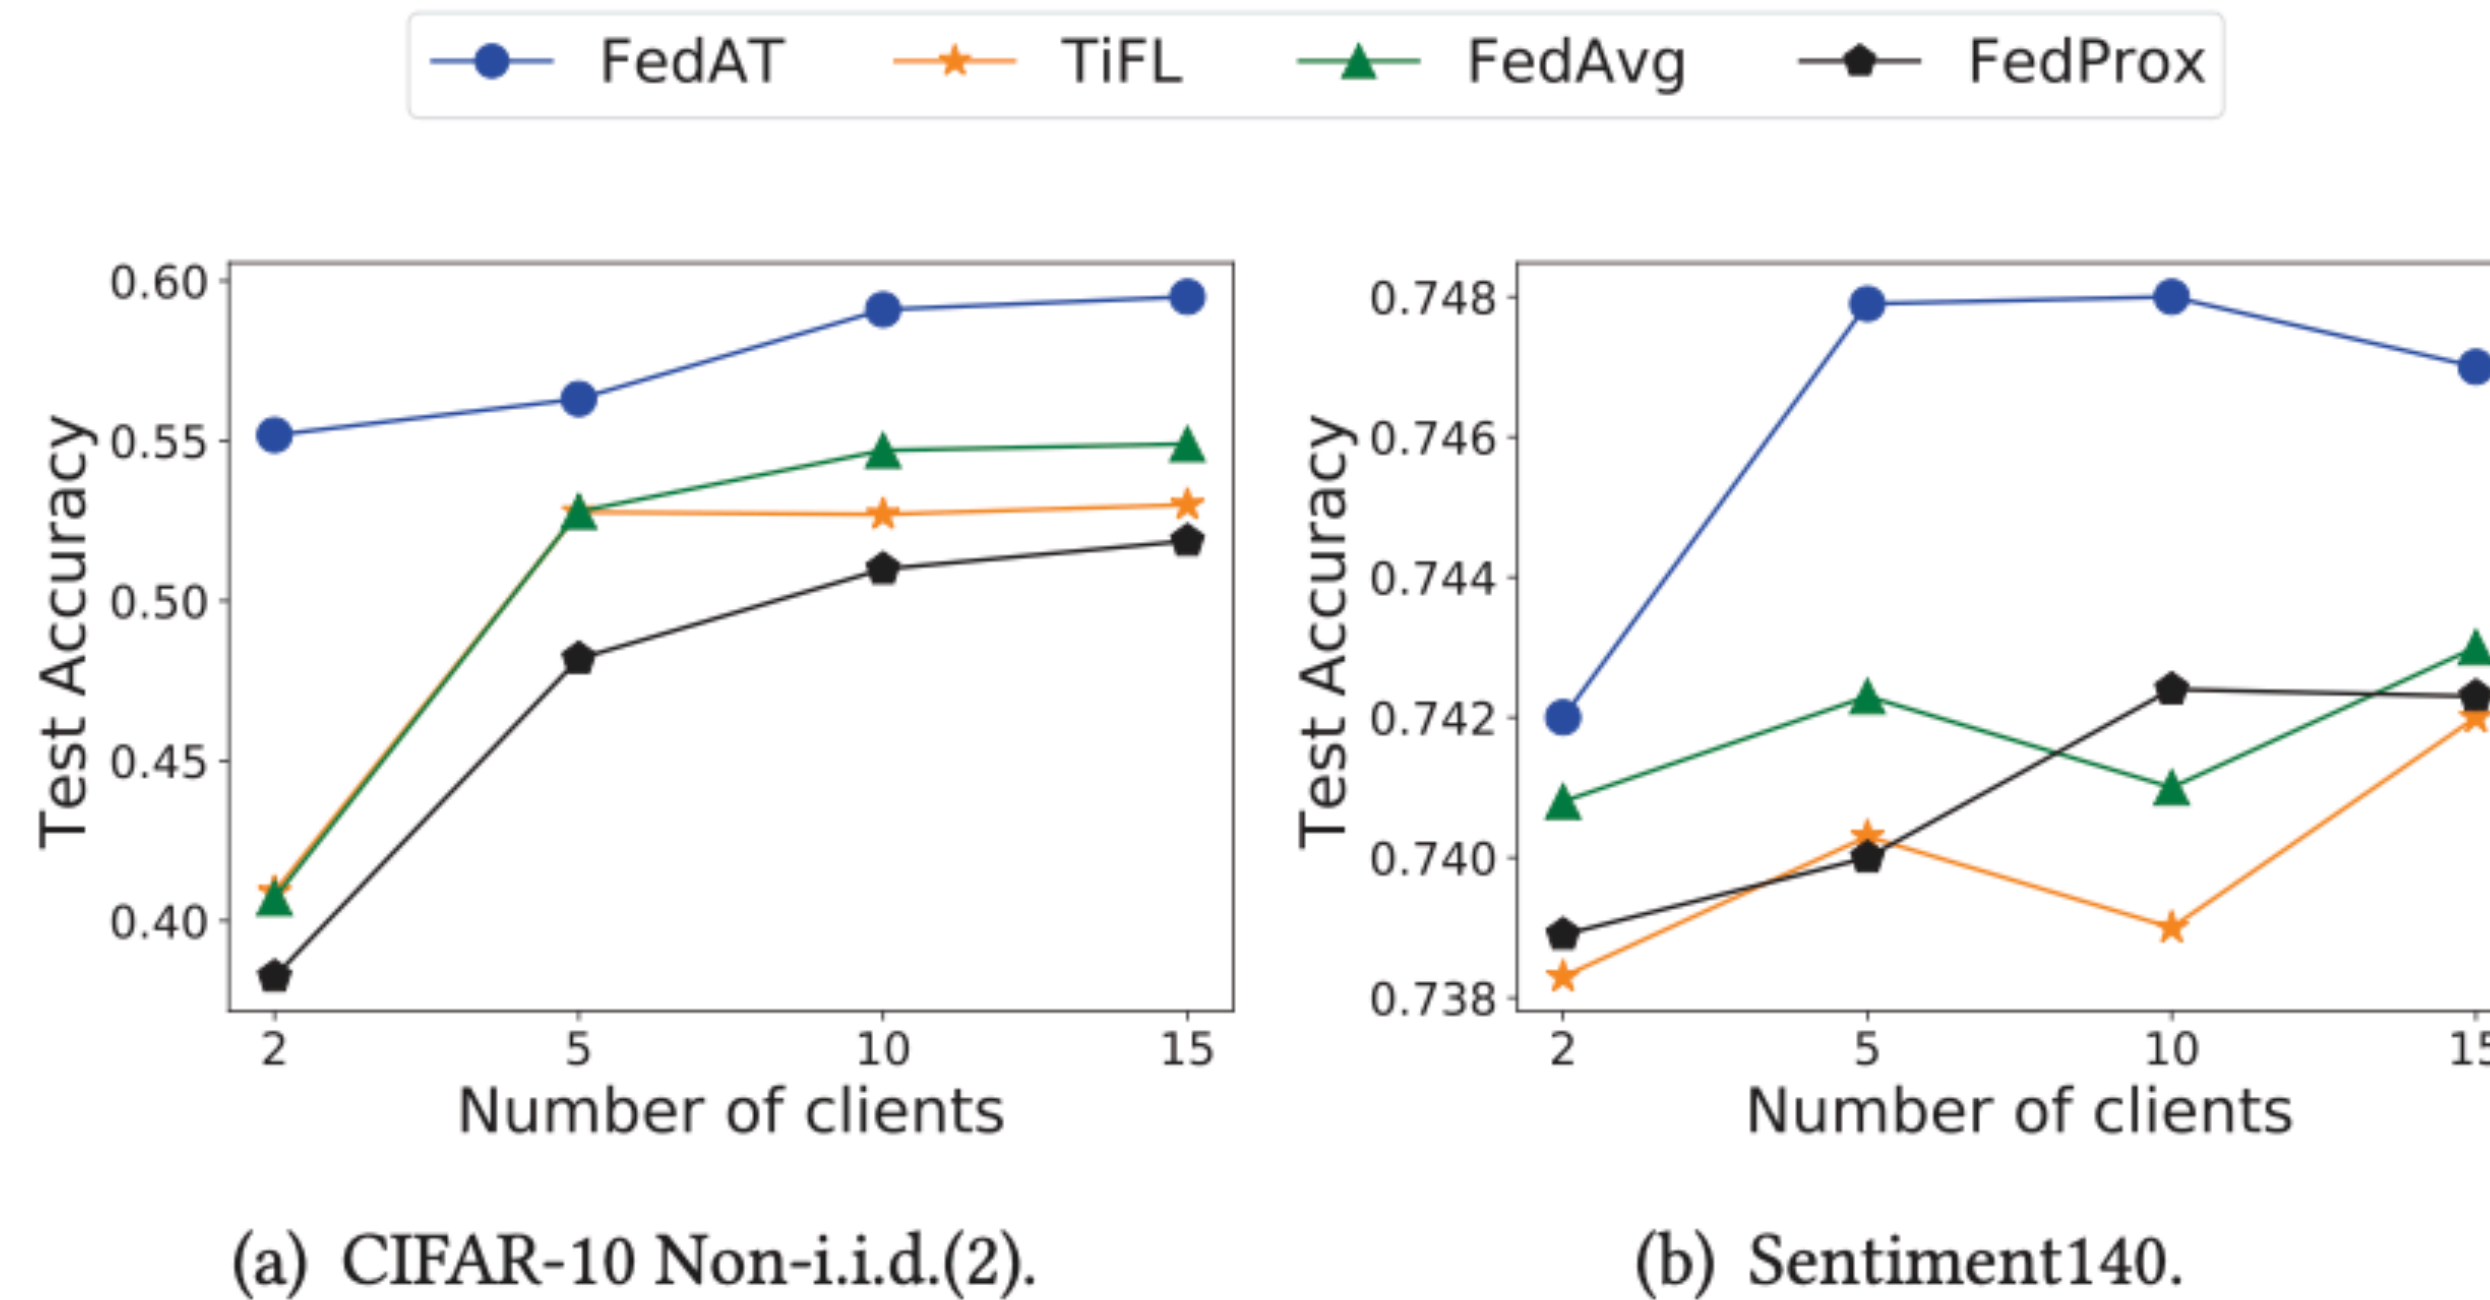 FedAT TiFL FedAvg FedProx
0.60
0.55
0.50
0.45
0.40
Test Accuracy
2 5 10 15
Number of clients
(a) CIFAR-10 Non-i.i.d.(2).
0.748
0.746
0.744
0.742
0.740
0.738
Test Accuracy
2 5 10 15
Number of clients
(b) Sentiment140.